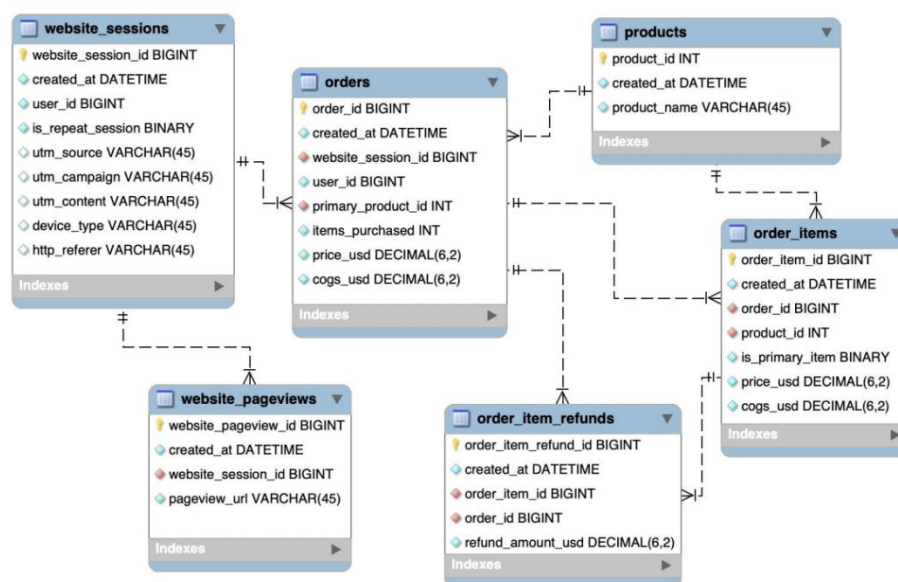 website_sessions
website_session_id BIGINT
created_at DATETIME
user_id BIGINT
is_repeat_session BINARY
utm_source VARCHAR(45)
utm_campaign VARCHAR(45)
utm_content VARCHAR(45)
device_type VARCHAR(45)
http_referer VARCHAR(45)
Indexes
orders
order_id BIGINT
created_at DATETIME
website_session_id BIGINT
user_id BIGINT
primary_product_id INT
items_purchased INT
price_usd DECIMAL(6,2)
cogs_usd DECIMAL(6,2)
Indexes
products
product_id INT
created_at DATETIME
product_name VARCHAR(45)
Indexes
order_items
order_item_id BIGINT
created_at DATETIME
order_id BIGINT
product_id INT
is_primary_item BINARY
price_usd DECIMAL(6,2)
cogs_usd DECIMAL(6,2)
Indexes
website_pageviews
website_pageview_id BIGINT
created_at DATETIME
website_session_id BIGINT
pageview_url VARCHAR(45)
Indexes
order_item_refunds
order_item_refund_id BIGINT
created_at DATETIME
order_item_id BIGINT
order_id BIGINT
refund_amount_usd DECIMAL(6,2)
Indexes